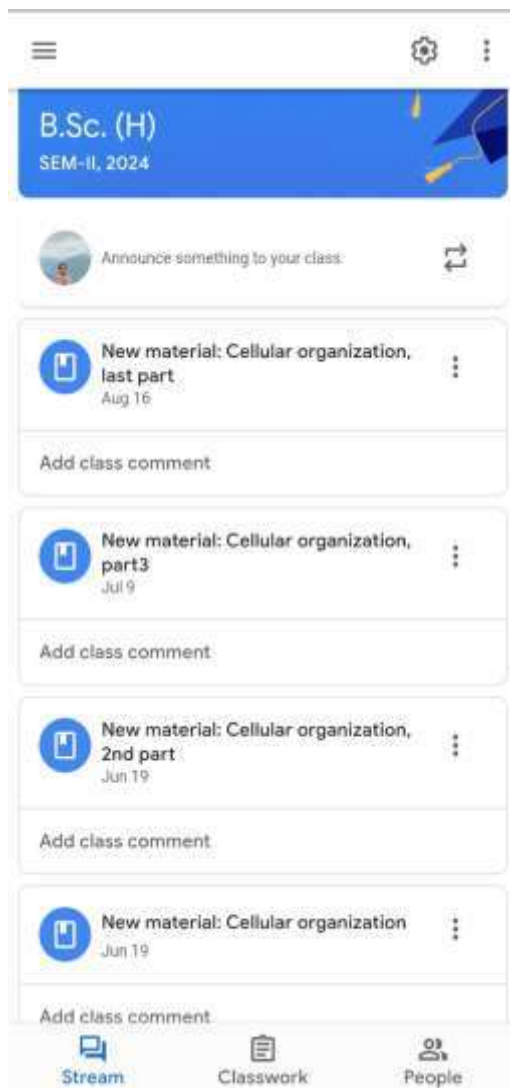 B.Sc. (H)
SEM-II, 2024
Announce something to your class
New material: Cellular organization,
last part
Aug 16
Add class comment
New material: Cellular organization,
part3
Jul 9
Add class comment
New material: Cellular organization,
2nd part
Jun 19
Add class comment
New material: Cellular organization
Jun 19
Add class comment
Stream Classwork People